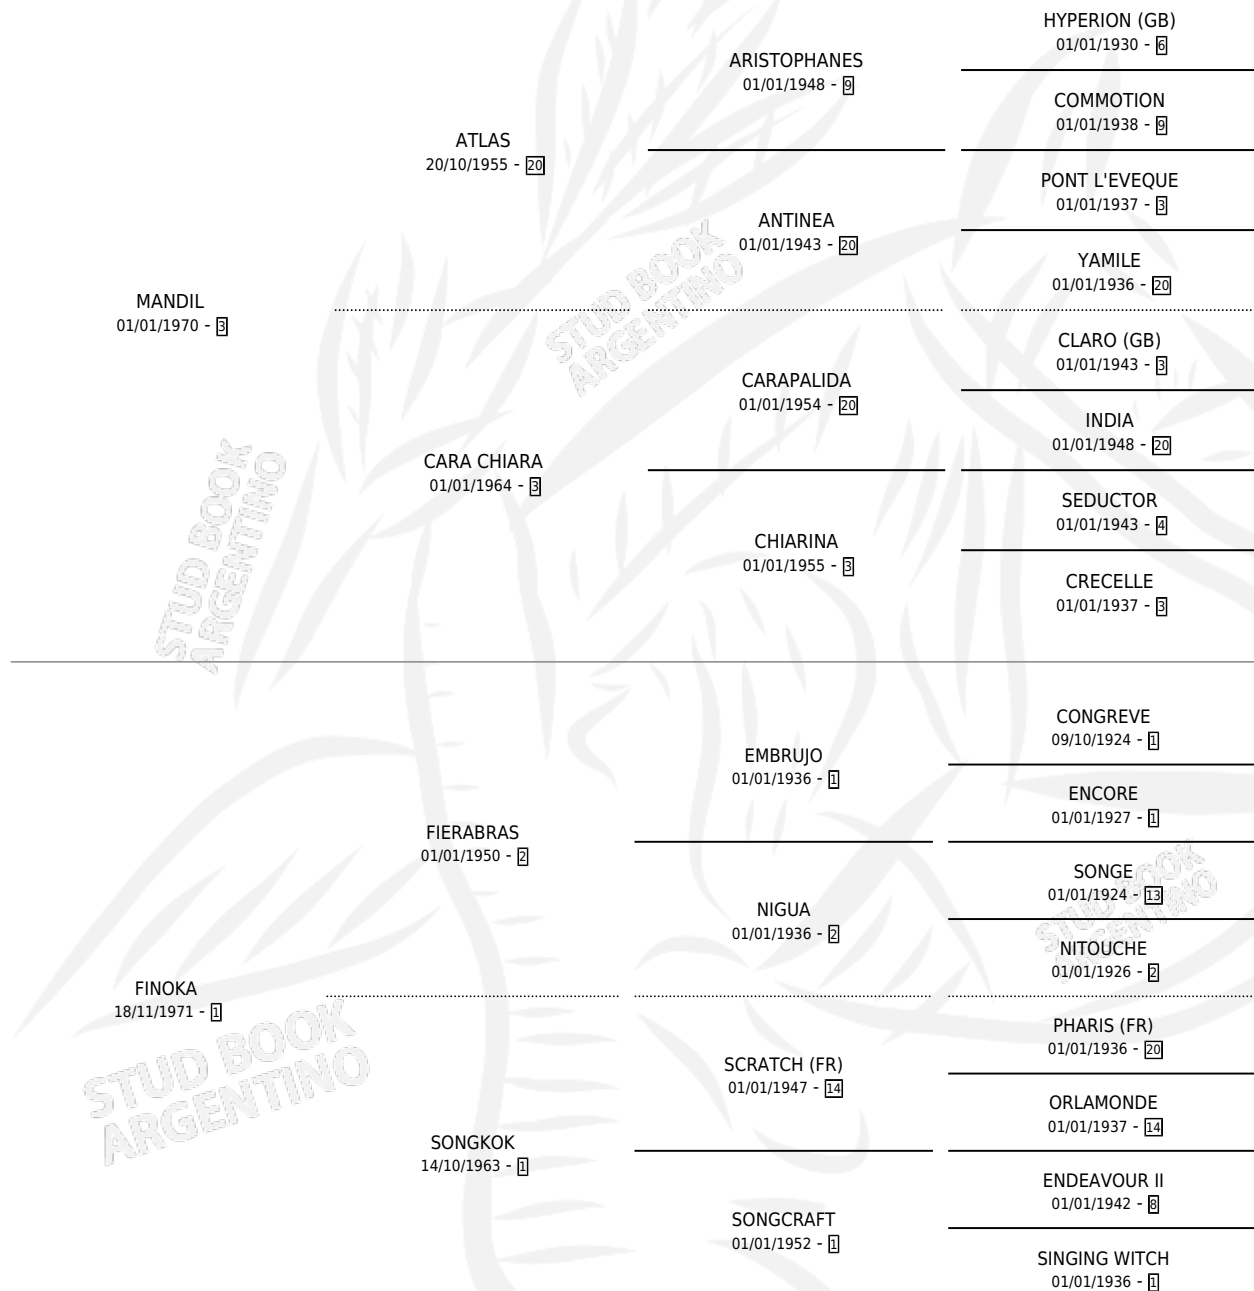 HYPERION (GB)
01/01/1930 - 6
ARISTOPHANES
01/01/1948 - 9
COMMOTION
01/01/1938 - 9
ATLAS
20/10/1955 - 20
PONT L'EVEQUE
01/01/1937 - 3
ANTINEA
01/01/1943 - 20
YAMILE
01/01/1936 - 20
MANDIL
01/01/1970 - 3
CLARO (GB)
01/01/1943 - 3
CARAPALIDA
01/01/1954 - 20
INDIA
01/01/1948 - 20
CARA CHIARA
01/01/1964 - 3
SEDUCTOR
01/01/1943 - 4
CHIARINA
01/01/1955 - 3
CRECELLE
01/01/1937 - 3
CONGREVE
09/10/1924 - 1
EMBRUJO
01/01/1936 - 1
ENCORE
01/01/1927 - 1
FIERABRAS
01/01/1950 - 2
SONGE
01/01/1924 - 13
NIGUA
01/01/1936 - 2
NITOUCHE
01/01/1926 - 2
FINOKA
18/11/1971 - 1
PHARIS (FR)
01/01/1936 - 20
SCRATCH (FR)
01/01/1947 - 14
ORLAMONDE
01/01/1937 - 14
SONGKOK
14/10/1963 - 1
ENDEAVOUR II
01/01/1942 - 8
SONGCRAFT
01/01/1952 - 1
SINGING WITCH
01/01/1936 - 1
STUD BOOK
ARGENTINO
STUD BOOK
ARGENTINO
STUD BOOK
ARGENTINO
STUD BOOK
ARGENTINO